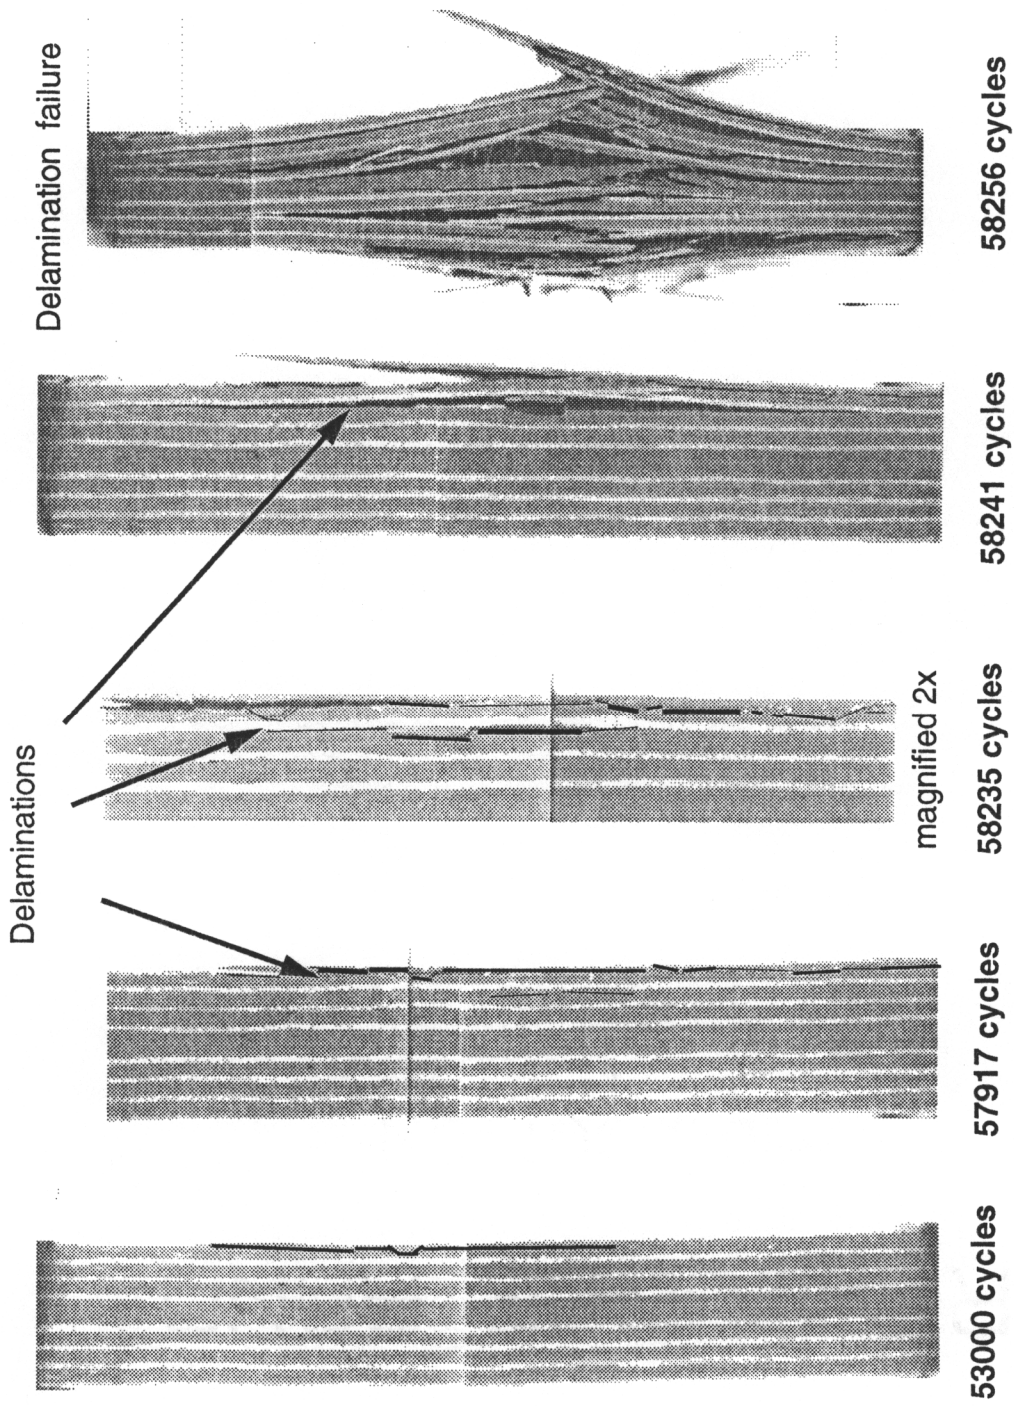 Delaminations
Delamination failure
magnified 2x
53000 cycles
57917 cycles
58235 cycles
58241 cycles
58256 cycles